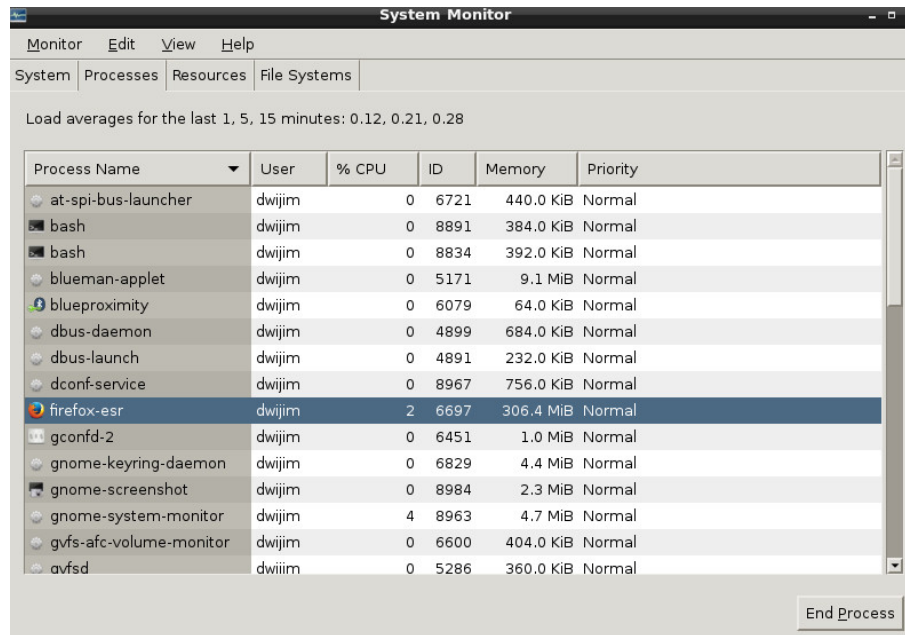 System Monitor
Monitor Edit View Help
System Processes Resources File Systems
Load averages for the last 1, 5, 15 minutes: 0.12, 0.21, 0.28
Process Name User % CPU ID Memory Priority
at-spi-bus-launcher dwijim 0 6721 440.0 KiB Normal
bash dwijim 0 8891 384.0 KiB Normal
bash dwijim 0 8834 392.0 KiB Normal
blueman-applet dwijim 0 5171 9.1 MiB Normal
blueproximity dwijim 0 6079 64.0 KiB Normal
dbus-daemon dwijim 0 4899 684.0 KiB Normal
dbus-launch dwijim 0 4891 232.0 KiB Normal
dconf-service dwijim 0 8967 756.0 KiB Normal
firefox-esr dwijim 2 6697 306.4 MiB Normal
gconfd-2 dwijim 0 6451 1.0 MiB Normal
gnome-keyring-daemon dwijim 0 6829 4.4 MiB Normal
gnome-screenshot dwijim 0 8984 2.3 MiB Normal
gnome-system-monitor dwijim 4 8963 4.7 MiB Normal
gvfs-afc-volume-monitor dwijim 0 6600 404.0 KiB Normal
gvfsd dwijim 0 5286 360.0 KiB Normal
End Process